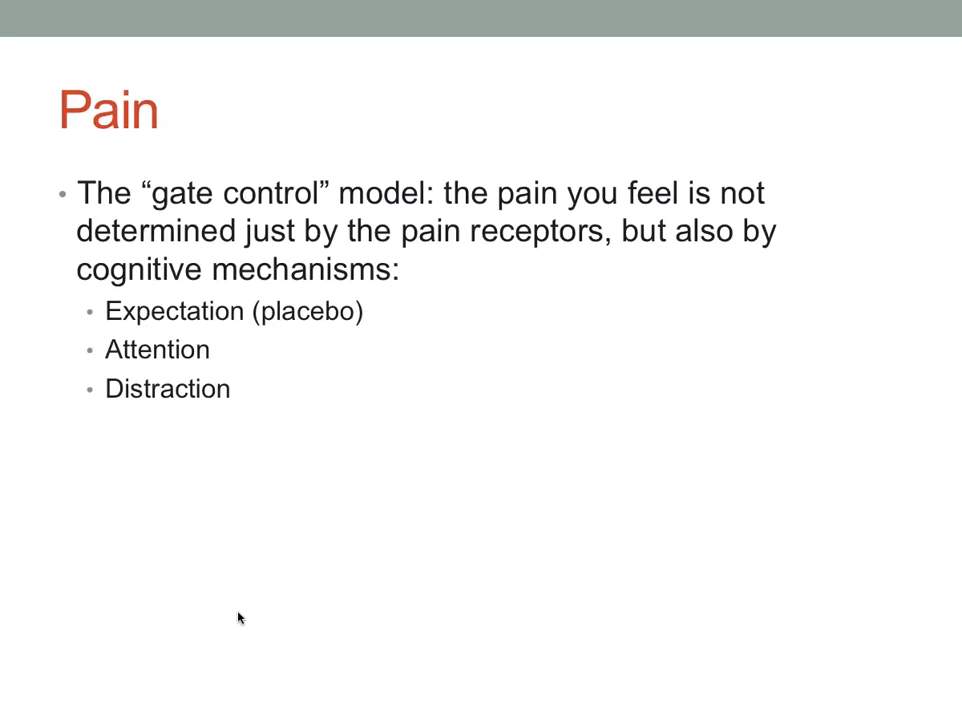 Pain
• The “gate control” model: the pain you feel is not
determined just by the pain receptors, but also by
cognitive mechanisms:
• Expectation (placebo)
• Attention
• Distraction